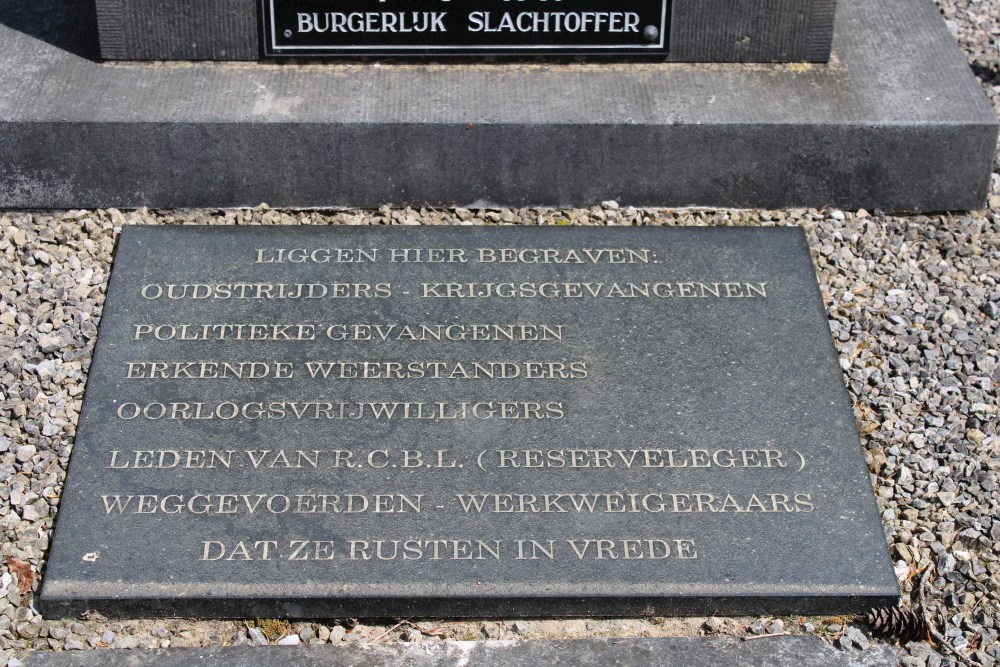 BURGERLIJK SLACHTOFFER
LIGGEN HIER BEGRAVEN:
OUDSTRIJDERS - KRIJGSGEVANGENEN
POLITIEKE GEVANGENEN
ERKENDE WEERSTANDERS
OORLOGSVRIJWILLIGERS
LEDEN VAN R.C.B.L. ( RESERVELEGER )
WEGGEVOERDEN - WERKWEIGERAARS
DAT ZE RUSTEN IN VREDE